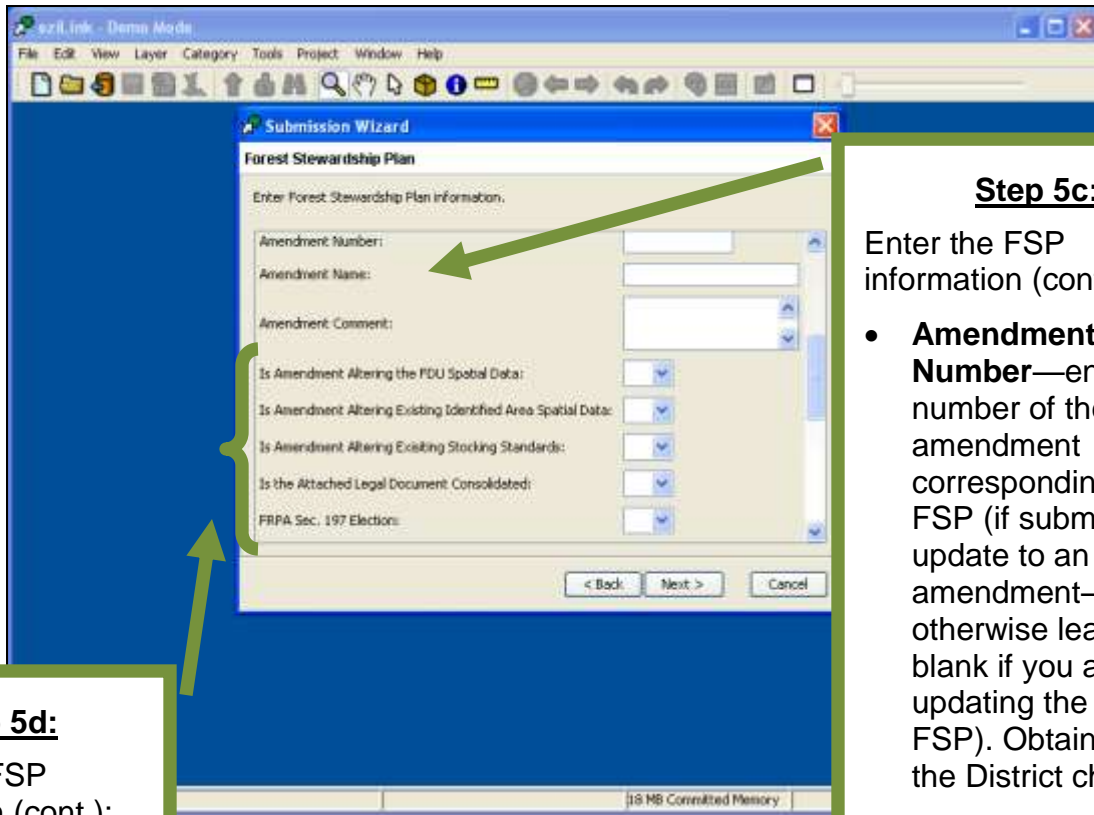 eziLink - Demo Mode
File Edit View Layer Category Tools Project Window Help
Submission Wizard
Forest Stewardship Plan
Enter Forest Stewardship Plan information.
Amendment Number:
Amendment Name:
Amendment Comment:
Is Amendment Altering the FDU Spatial Data:
Is Amendment Altering Existing Identified Area Spatial Data:
Is Amendment Altering Exisiting Stocking Standards:
Is the Attached Legal Document Consolidated:
FRPA Sec. 197 Election:
< Back Next > Cancel
18 MB Committed Memory
Step 5c:
Enter the FSP
information (con
• Amendment
Number—en
number of the
amendment
correspondin
FSP (if subm
update to an
amendment–
otherwise lea
blank if you a
updating the
FSP). Obtain
the District ch
5d:
FSP
(cont.):